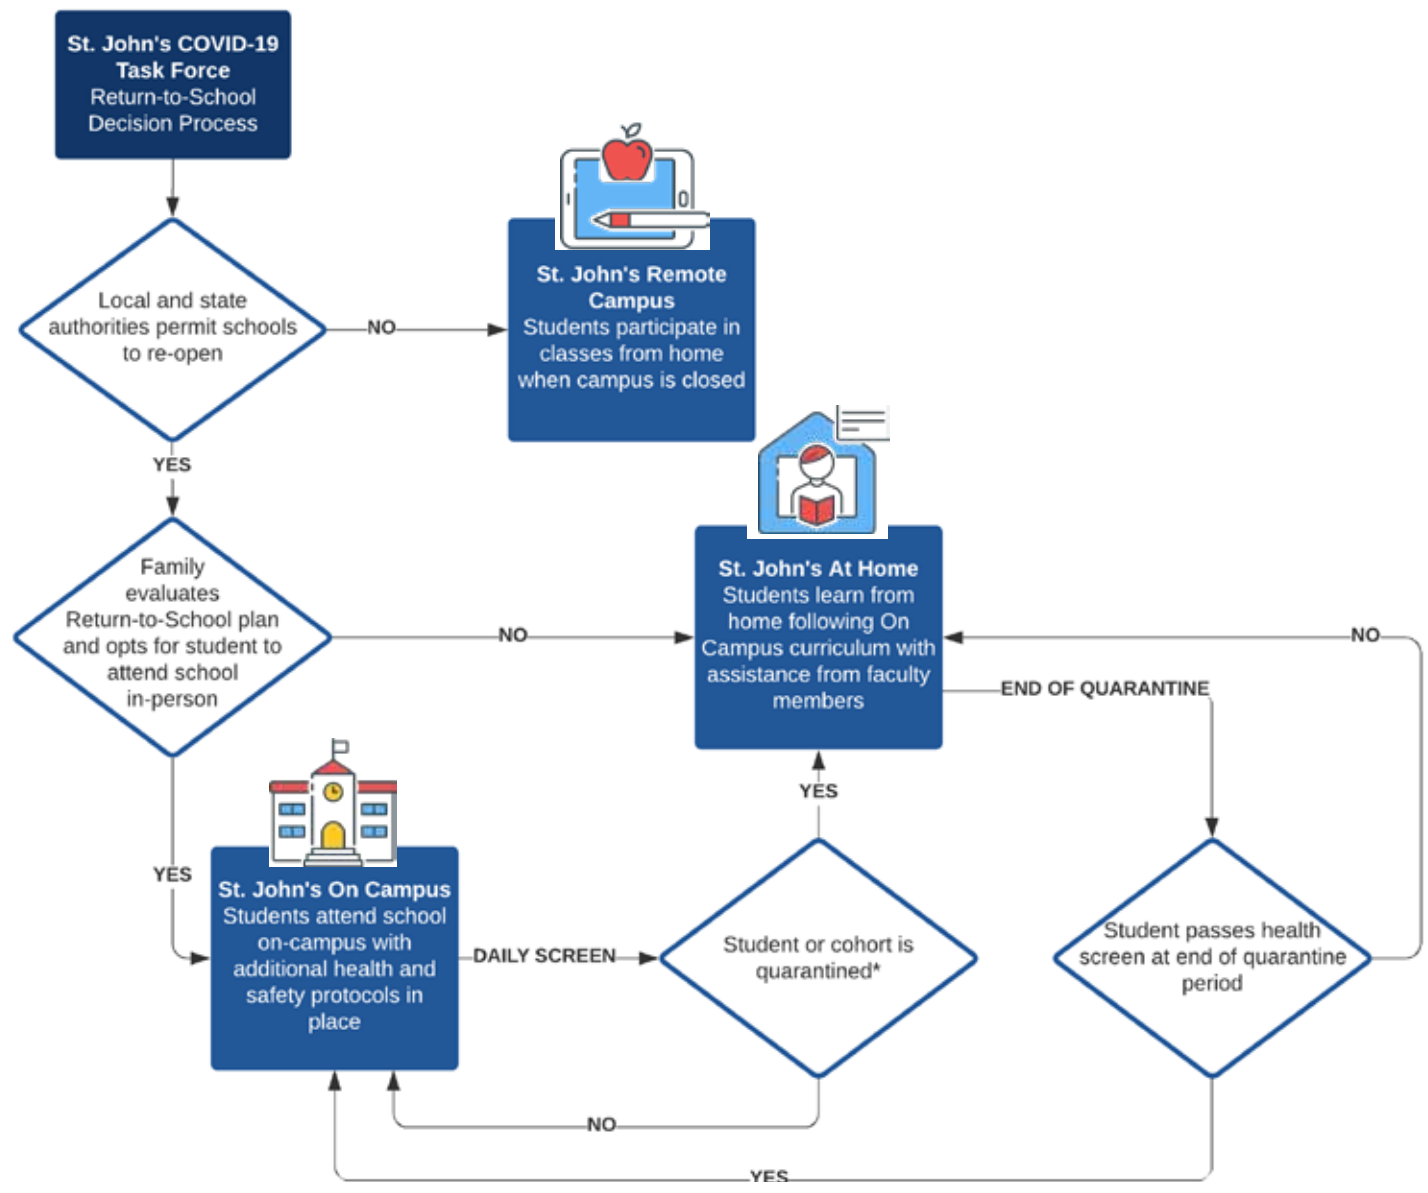 St. John's COVID-19
Task Force
Return-to-School
Decision Process
Local and state
authorities permit schools
to re-open
NO
St. John's Remote
Campus
Students participate in
classes from home
when campus is closed
YES
Family
evaluates
Return-to-School plan
and opts for student to
attend school
in-person
NO
St. John's At Home
Students learn from
home following On
Campus curriculum with
assistance from faculty
members
NO
END OF QUARANTINE
YES
YES
St. John's On Campus
Students attend school
on-campus with
additional health and
safety protocols in
place
DAILY SCREEN
Student or cohort is
quarantined*
Student passes health
screen at end of quarantine
period
NO
YES